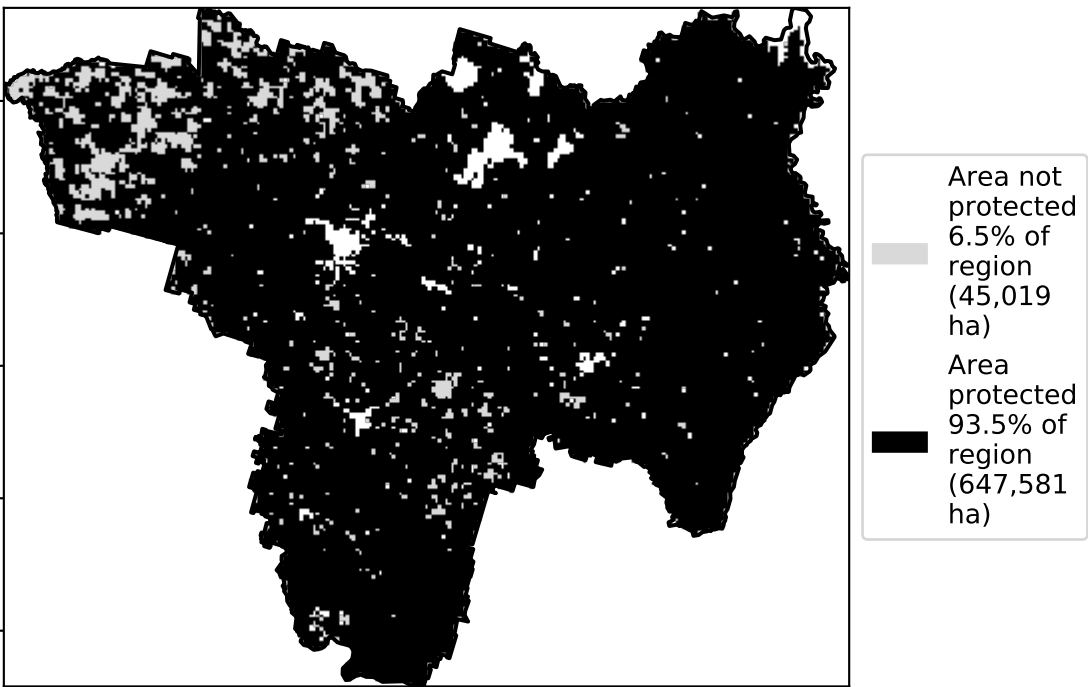 Area not
protected
6.5% of
region
(45,019
ha)
Area
protected
93.5% of
region
(647,581
ha)